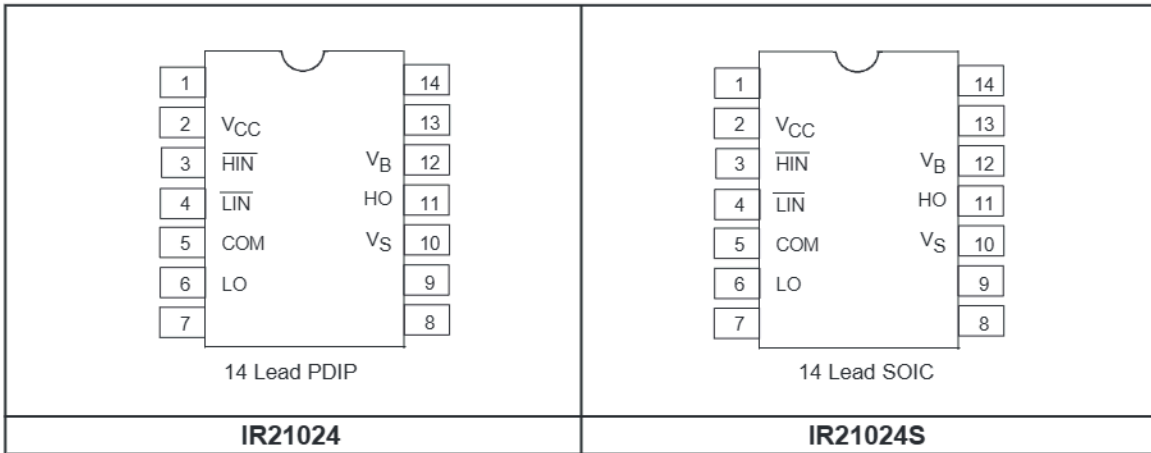 1 14 1 14
2 VCC 13 2 VCC 13
3 HIN VB 12 3 HIN VB 12
4 LIN HO 11 4 LIN HO 11
5 COM VS 10 5 COM VS 10
6 LO 9 6 LO 9
7 8 7 8
14 Lead PDIP 14 Lead SOIC
IR21024 IR21024S